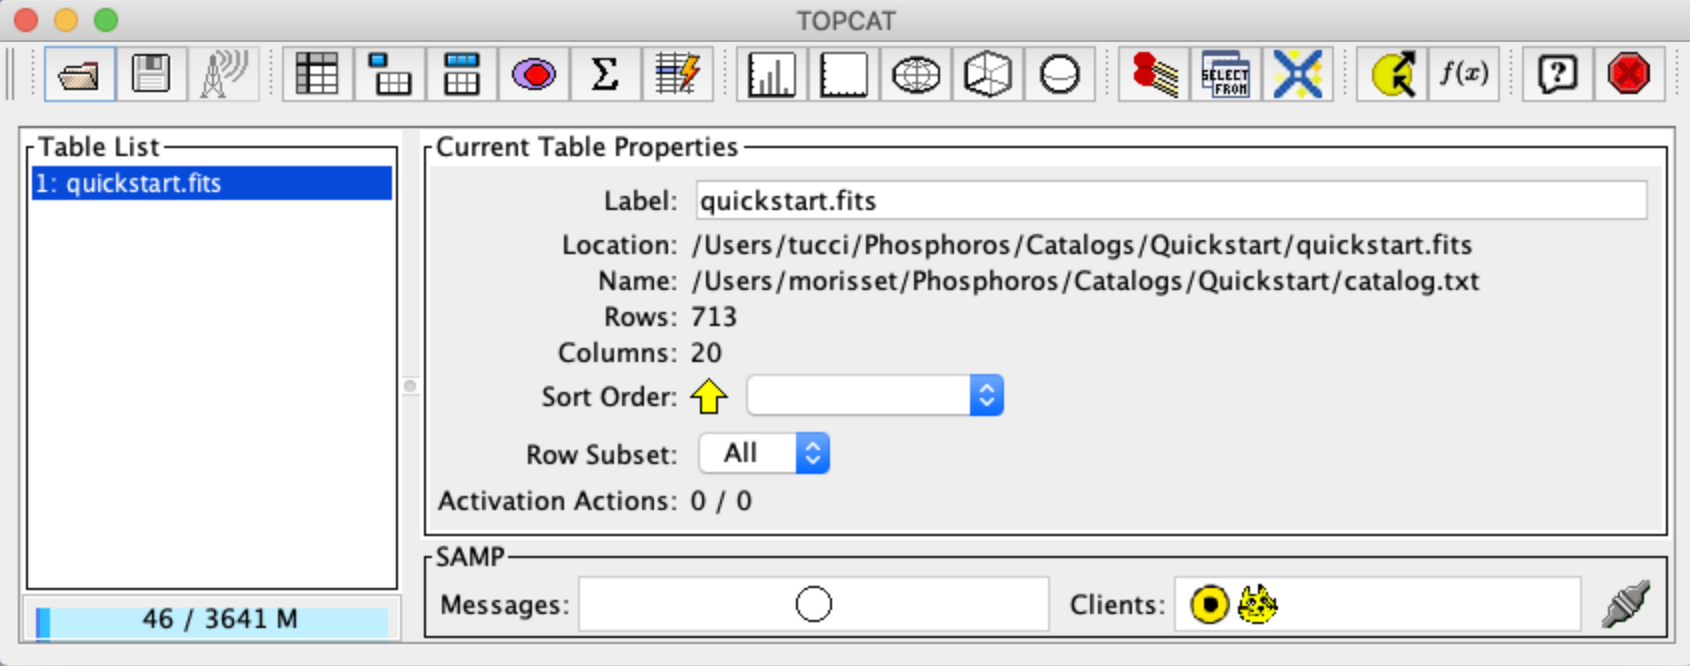 TOPCAT
SELECT
FROM
Σ
f(x)
?
Table List
1: quickstart.fits
46 / 3641 M
Current Table Properties
Label: quickstart.fits
Location: /Users/tucci/Phosphoros/Catalogs/Quickstart/quickstart.fits
Name: /Users/morisset/Phosphoros/Catalogs/Quickstart/catalog.txt
Rows: 713
Columns: 20
Sort Order:
Row Subset: All
Activation Actions: 0 / 0
SAMP
Messages:
Clients: